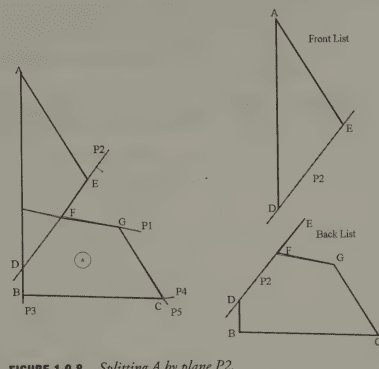 A
Front List
A
P2
E
E
P2
F
G
P1
D
E
A
Back List
F
G
D
P2
D
B
P4
C
P3
P5
B
C
FIGURE 1.9.8 Splitting A by plane P2.